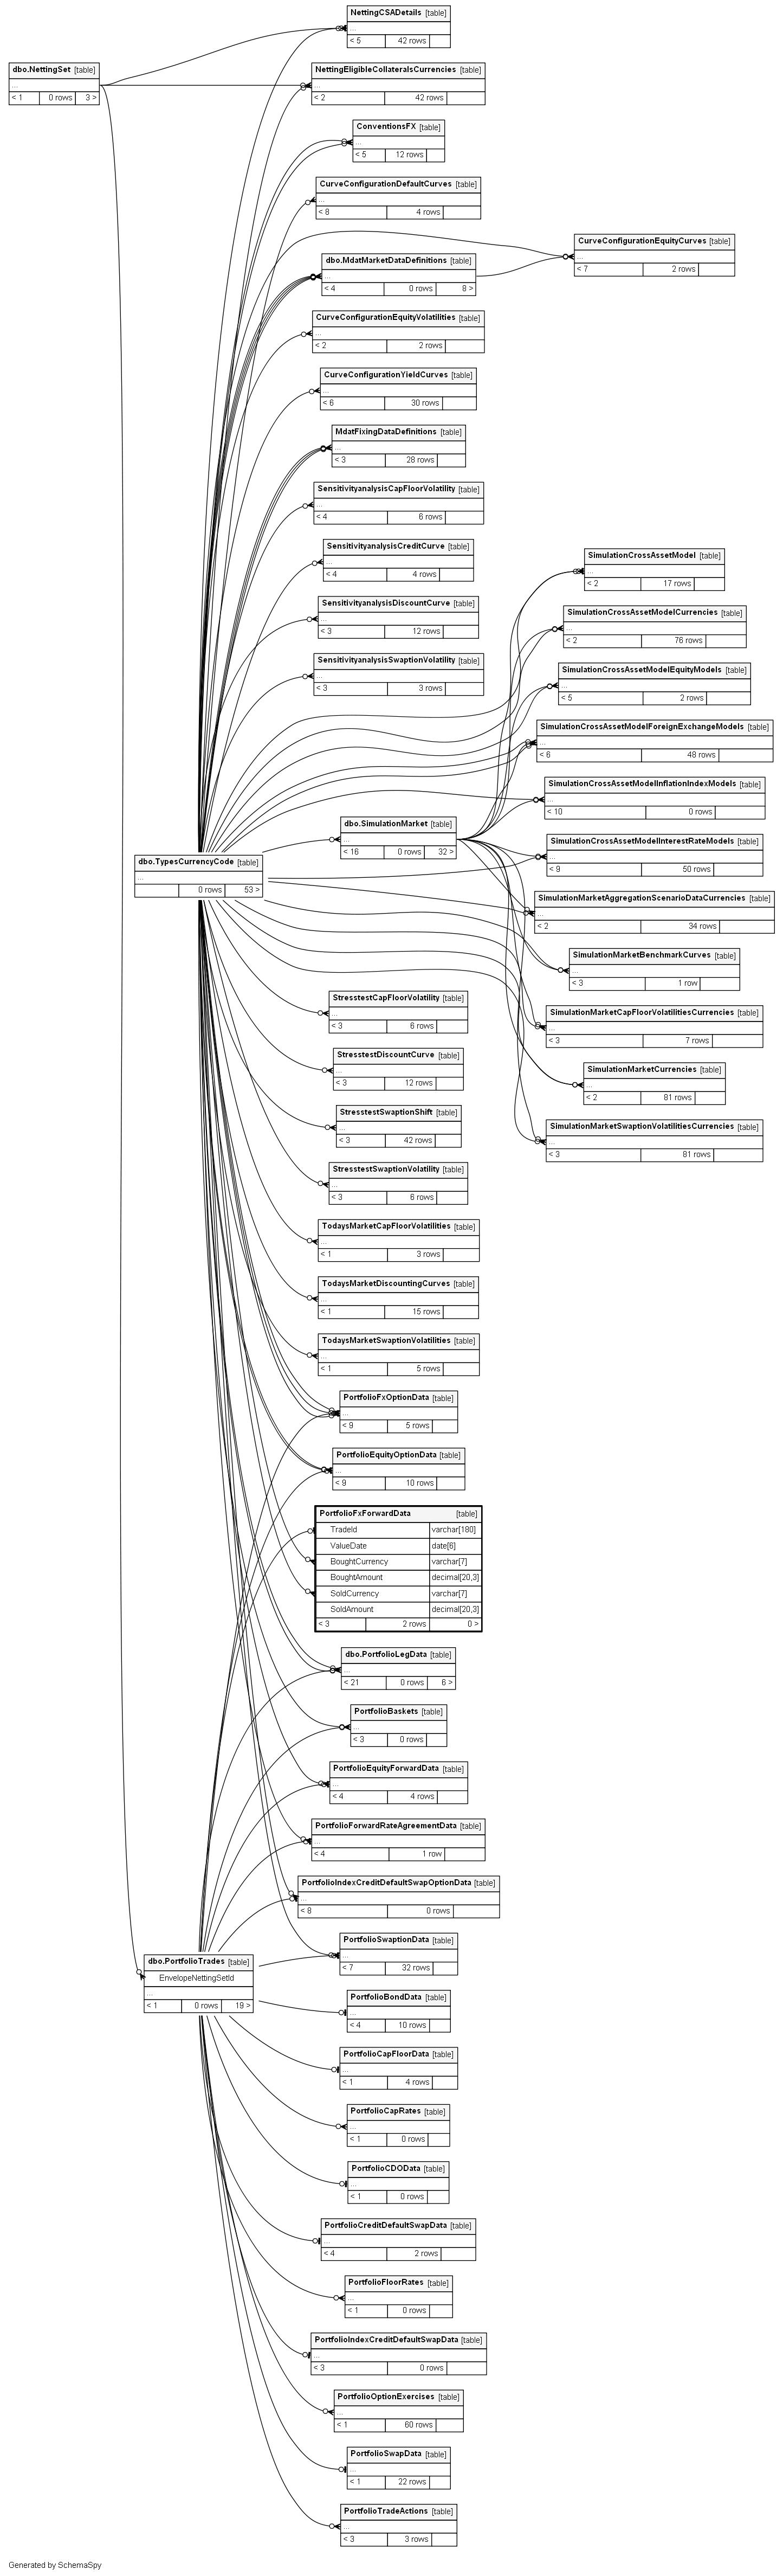 NettingCSADetails [table]
...
< 5 42 rows
dbo.NettingSet [table]
...
< 1 0 rows 3 >
NettingEligibleCollateralsCurrencies [table]
...
< 2 42 rows
ConventionsFX [table]
...
< 5 12 rows
CurveConfigurationDefaultCurves [table]
...
< 8 4 rows
CurveConfigurationEquityCurves [table]
...
< 7 2 rows
dbo.MdatMarketDataDefinitions [table]
...
< 4 0 rows 8 >
CurveConfigurationEquityVolatilities [table]
...
< 2 2 rows
CurveConfigurationYieldCurves [table]
...
< 6 30 rows
MdatFixingDataDefinitions [table]
...
< 3 28 rows
SensitivityanalysisCapFloorVolatility [table]
...
< 4 6 rows
SensitivityanalysisCreditCurve [table]
...
< 4 4 rows
SimulationCrossAssetModel [table]
...
< 2 17 rows
SensitivityanalysisDiscountCurve [table]
...
< 3 12 rows
SimulationCrossAssetModelCurrencies [table]
...
< 2 76 rows
SensitivityanalysisSwaptionVolatility [table]
...
< 3 3 rows
SimulationCrossAssetModelEquityModels [table]
...
< 5 2 rows
SimulationCrossAssetModelForeignExchangeModels [table]
...
< 6 48 rows
SimulationCrossAssetModelInflationIndexModels [table]
...
< 10 0 rows
dbo.SimulationMarket [table]
...
< 16 0 rows 32 >
SimulationCrossAssetModelInterestRateModels [table]
...
< 9 50 rows
dbo.TypesCurrencyCode [table]
...
0 rows 53 >
SimulationMarketAggregationScenarioDataCurrencies [table]
...
< 2 34 rows
SimulationMarketBenchmarkCurves [table]
...
< 3 1 row
StresstestCapFloorVolatility [table]
...
< 3 6 rows
SimulationMarketCapFloorVolatilitiesCurrencies [table]
...
< 3 7 rows
StresstestDiscountCurve [table]
...
< 3 12 rows
SimulationMarketCurrencies [table]
...
< 2 81 rows
StresstestSwaptionShift [table]
...
< 3 42 rows
SimulationMarketSwaptionVolatilitiesCurrencies [table]
...
< 3 81 rows
StresstestSwaptionVolatility [table]
...
< 3 6 rows
TodaysMarketCapFloorVolatilities [table]
...
< 1 3 rows
TodaysMarketDiscountingCurves [table]
...
< 1 15 rows
TodaysMarketSwaptionVolatilities [table]
...
< 1 5 rows
PortfolioFxOptionData [table]
...
< 9 5 rows
PortfolioEquityOptionData [table]
...
< 9 10 rows
PortfolioFxForwardData [table]
TradeId varchar[180]
ValueDate date[6]
BoughtCurrency varchar[7]
BoughtAmount decimal[20,3]
SoldCurrency varchar[7]
SoldAmount decimal[20,3]
< 3 2 rows 0 >
dbo.PortfolioLegData [table]
...
< 21 0 rows 6 >
PortfolioBaskets [table]
...
< 3 0 rows
PortfolioEquityForwardData [table]
...
< 4 4 rows
PortfolioForwardRateAgreementData [table]
...
< 4 1 row
PortfolioIndexCreditDefaultSwapOptionData [table]
...
< 8 0 rows
PortfolioSwaptionData [table]
...
< 7 32 rows
dbo.PortfolioTrades [table]
EnvelopeNettingSetId
...
< 1 0 rows 19 >
PortfolioBondData [table]
...
< 4 10 rows
PortfolioCapFloorData [table]
...
< 1 4 rows
PortfolioCapRates [table]
...
< 1 0 rows
PortfolioCDOData [table]
...
< 1 0 rows
PortfolioCreditDefaultSwapData [table]
...
< 4 2 rows
PortfolioFloorRates [table]
...
< 1 0 rows
PortfolioIndexCreditDefaultSwapData [table]
...
< 3 0 rows
PortfolioOptionExercises [table]
...
< 1 60 rows
PortfolioSwapData [table]
...
< 1 22 rows
PortfolioTradeActions [table]
...
< 3 3 rows
Generated by SchemaSpy